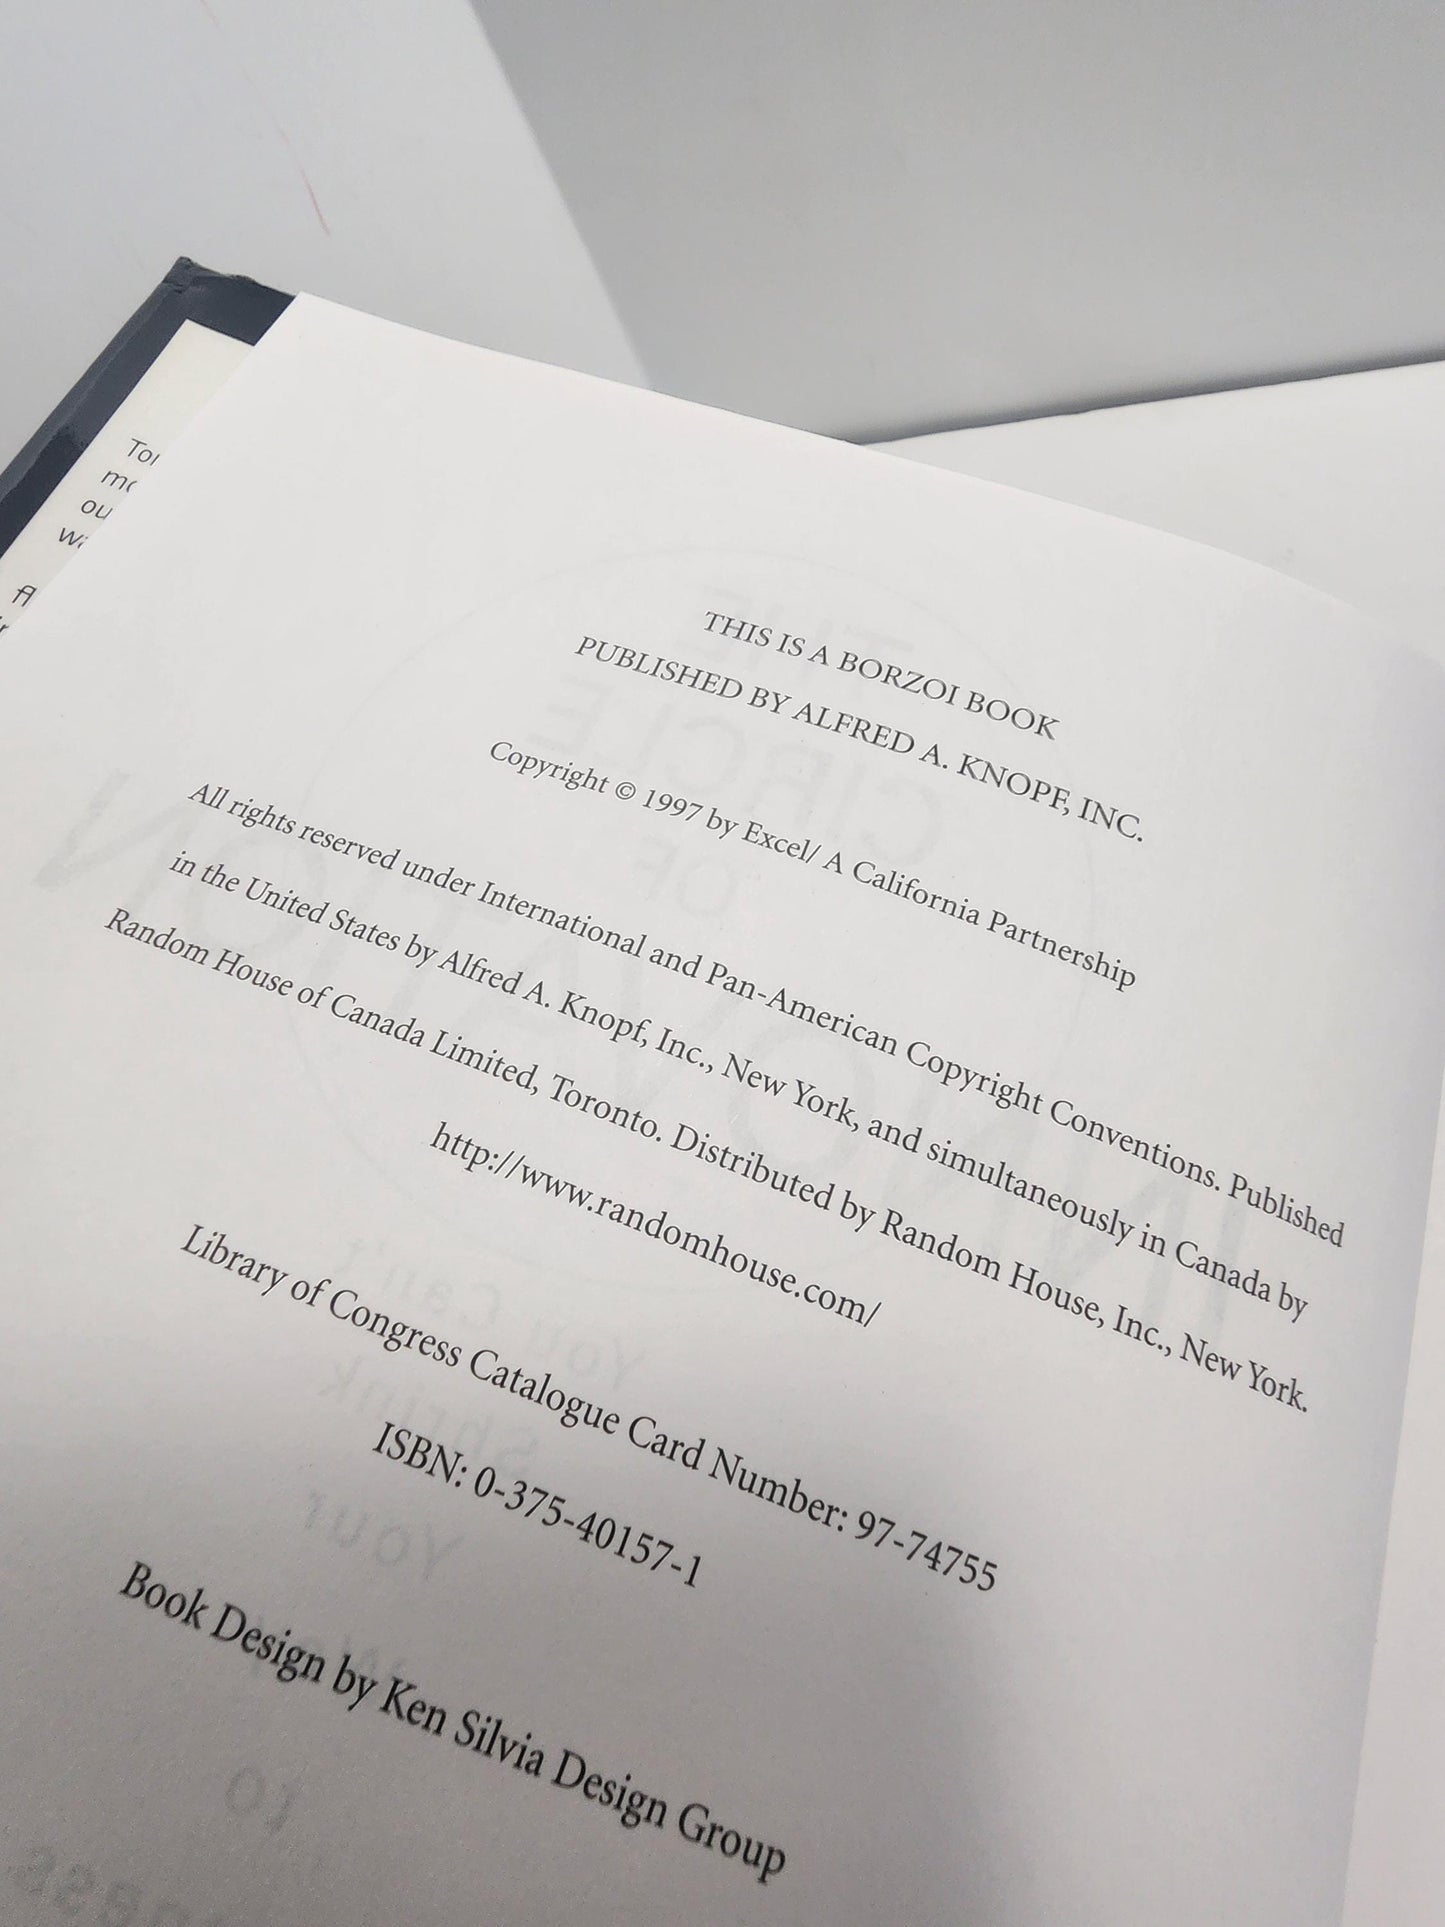 THIS IS A BORZOI BOOK
PUBLISHED BY ALFRED A. KNOPF, INC.
Copyright © 1997 by Excel/ A California Partnership
All rights reserved under International and Pan-American Copyright Conventions. Published
in the United States by Alfred A. Knopf, Inc., New York, and simultaneously in Canada by
Random House of Canada Limited, Toronto. Distributed by Random House, Inc., New York.
http://www.randomhouse.com/
Library of Congress Catalogue Card Number: 97-74755
ISBN: 0-375-40157-1
Book Design by Ken Silvia Design Group